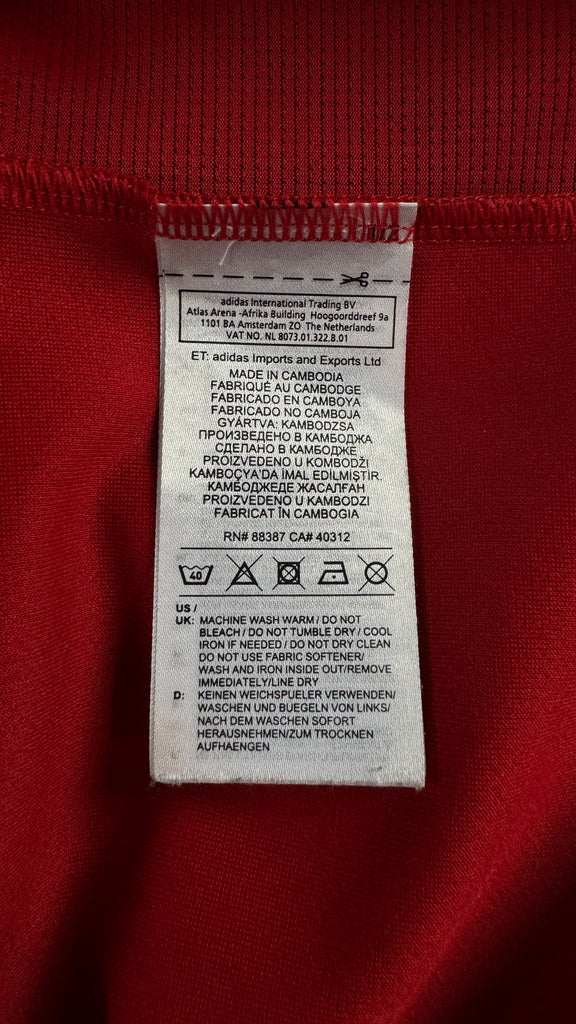 adidas International Trading BV
Atlas Arena -Afrika Building Hoogoorddreef 9a
1101 BA Amsterdam ZO The Netherlands
VAT NO. NL 8073.01.322.B.01
ET: adidas Imports and Exports Ltd
MADE IN CAMBODIA
FABRIQUÉ AU CAMBODGE
FABRICADO EN CAMBOYA
FABRICADO NO CAMBOJA
GYÁRTVA: KAMBODZSA
ПРОИЗВЕДЕНО В КАМБОДЖА
СДЕЛАНО В КАМБОДЖЕ
PROIZVEDENO U KOMBODŽI
KAMBOÇYA'DA İMAL EDİLMİŞTİR.
КАМБОДЖЕДЕ ЖАСАЛҒАН
PROIZVEDENO U KAMBODZI
FABRICAT ÎN CAMBOGIA
RN# 88387 CA# 40312
40
US /
UK: MACHINE WASH WARM / DO NOT
BLEACH / DO NOT TUMBLE DRY / COOL
IRON IF NEEDED / DO NOT DRY CLEAN
DO NOT USE FABRIC SOFTENER/
WASH AND IRON INSIDE OUT/REMOVE
IMMEDIATELY/LINE DRY
D: KEINEN WEICHSPUELER VERWENDEN/
WASCHEN UND BUEGELN VON LINKS/
NACH DEM WASCHEN SOFORT
HERAUSNEHMEN/ZUM TROCKNEN
AUFHAENGEN